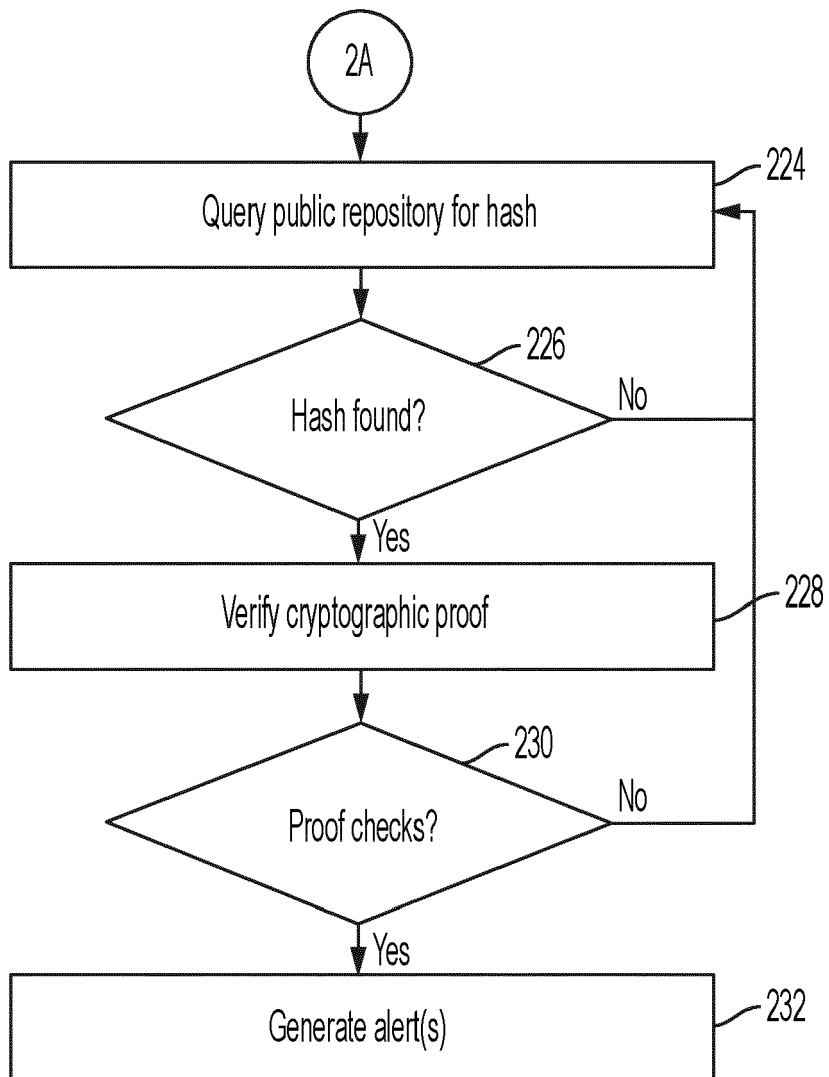 2A
224
Query public repository for hash
226
Hash found?
No
Yes
Verify cryptographic proof
228
230
Proof checks?
No
Yes
Generate alert(s)
232